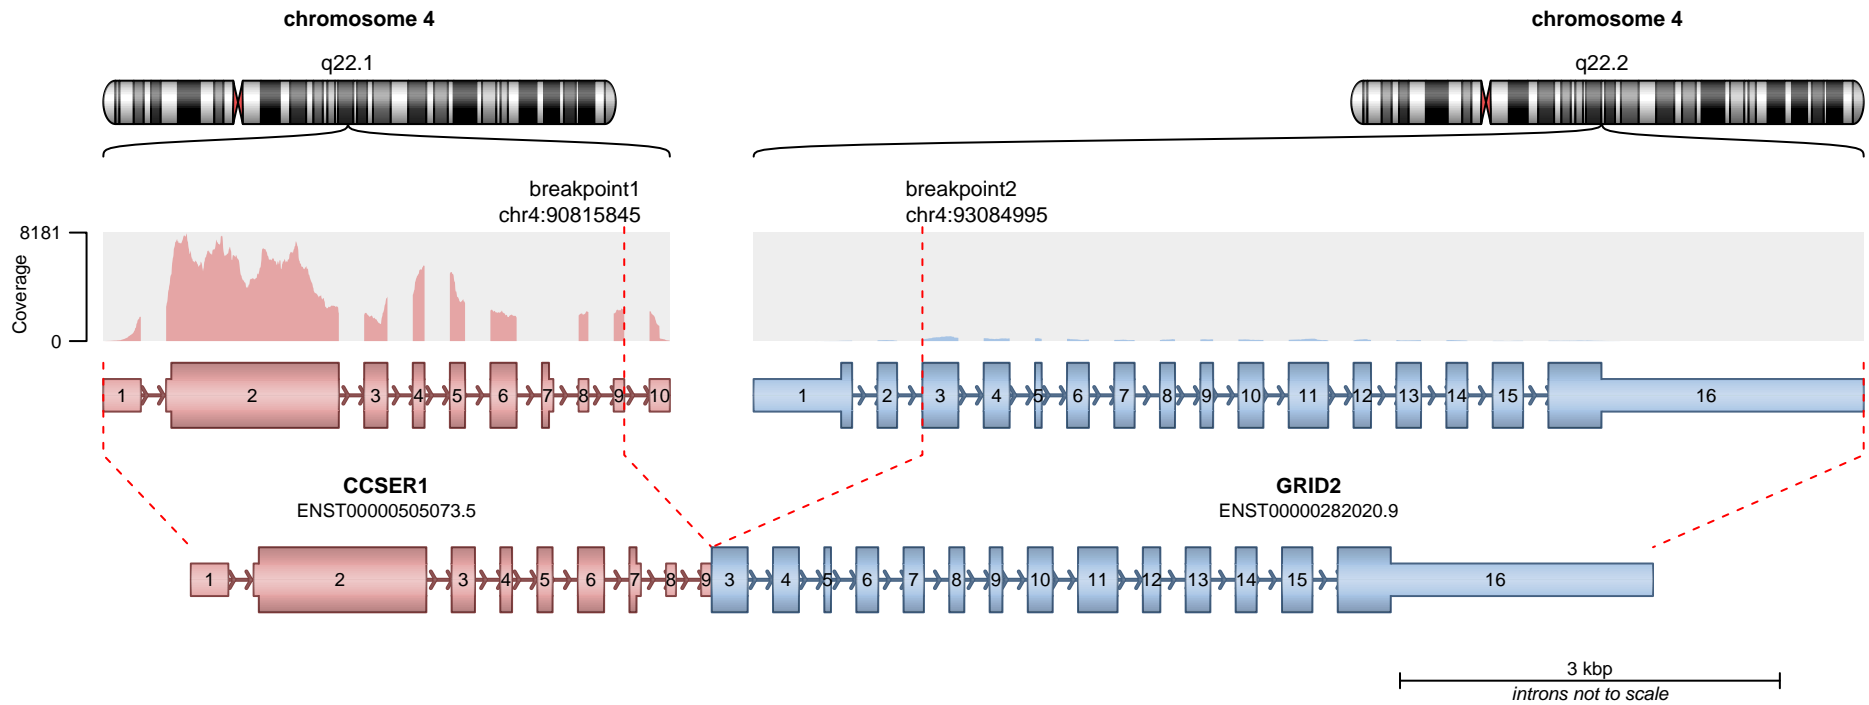 chromosome 4
chromosome 4
q22.1
q22.2
breakpoint1
chr4:90815845
breakpoint2
chr4:93084995
8181
0
Coverage
1 2 3 4 5 6 7 8 9 10
1 2 3 4 5 6 7 8 9 10 11 12 13 14 15 16
CCSER1
ENST00000505073.5
GRID2
ENST00000282020.9
1 2 3 4 5 6 7 8 9 3 4 5 6 7 8 9 10 11 12 13 14 15 16
3 kbp
introns not to scale